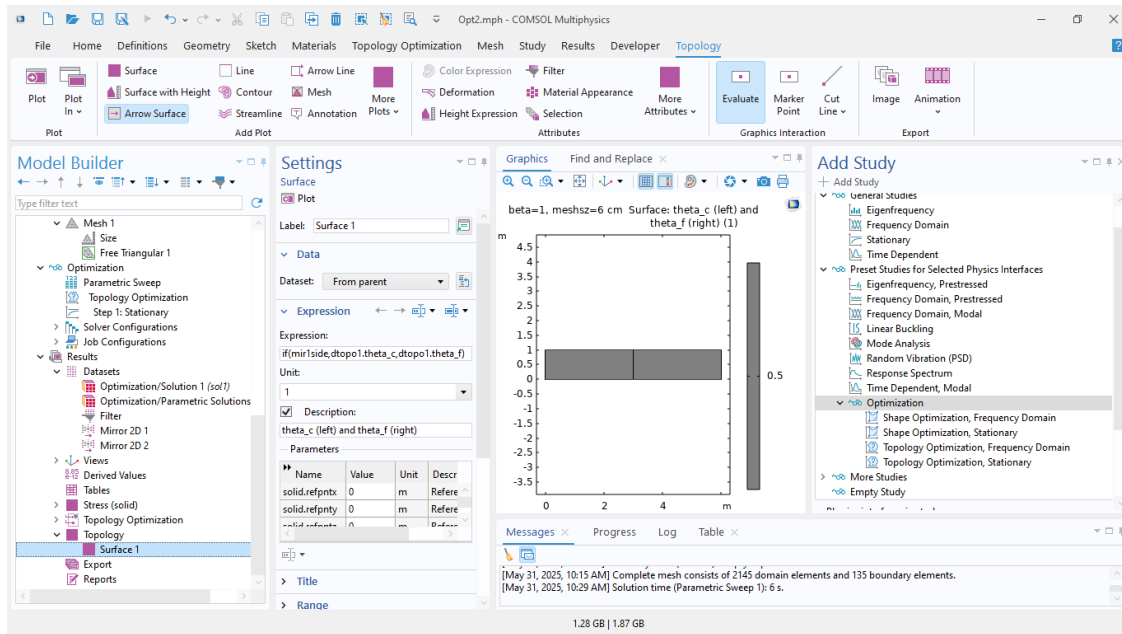 Opt2.mph - COMSOL Multiphysics
File Home Definitions Geometry Sketch Materials Topology Optimization Mesh Study Results Developer Topology
?
Plot
Plot In
Plot
Surface
Surface with Height
Arrow Surface
Line
Contour
Streamline
Arrow Line
Mesh
Annotation
More Plots
Add Plot
Color Expression
Deformation
Height Expression
Filter
Material Appearance
Selection
More Attributes
Attributes
Evaluate
Marker Point
Cut Line
Graphics Interaction
Image
Animation
Export
Model Builder
Type filter text
Mesh 1
Size
Free Triangular 1
Optimization
Parametric Sweep
Topology Optimization
Step 1: Stationary
Solver Configurations
Job Configurations
Results
Datasets
Optimization/Solution 1 (sol1)
Optimization/Parametric Solutions
Filter
Mirror 2D 1
Mirror 2D 2
Views
8.85
e-12
Derived Values
Tables
Stress (solid)
Topology Optimization
Topology
Surface 1
Export
Reports
Settings
Surface
Plot
Label: Surface 1
Data
Dataset: From parent
Expression
Expression:
if(mir1side,dtopo1.theta_c,dtopo1.theta_f)
Unit:
1
Description:
theta_c (left) and theta_f (right)
Parameters
Name Value Unit Descr
solid.refpntx 0 m Refere
solid.refpnty 0 m Refere
Title
Range
Graphics Find and Replace
beta=1, meshsz=6 cm Surface: theta_c (left) and
theta_f (right) (1)
m
4.5
4
3.5
3
2.5
2
1.5
1
0.5
0
-0.5
-1
-1.5
-2
-2.5
-3
-3.5
0 2 4 m
0.5
Messages Progress Log Table
[May 31, 2025, 10:15 AM] Complete mesh consists of 2145 domain elements and 135 boundary elements.
[May 31, 2025, 10:29 AM] Solution time (Parametric Sweep 1): 6 s.
Add Study
Add Study
General Studies
Eigenfrequency
Frequency Domain
Stationary
Time Dependent
Preset Studies for Selected Physics Interfaces
Eigenfrequency, Prestressed
Frequency Domain, Prestressed
Frequency Domain, Modal
Linear Buckling
Mode Analysis
Random Vibration (PSD)
Response Spectrum
Time Dependent, Modal
Optimization
Shape Optimization, Frequency Domain
Shape Optimization, Stationary
Topology Optimization, Frequency Domain
Topology Optimization, Stationary
More Studies
Empty Study
1.28 GB | 1.87 GB